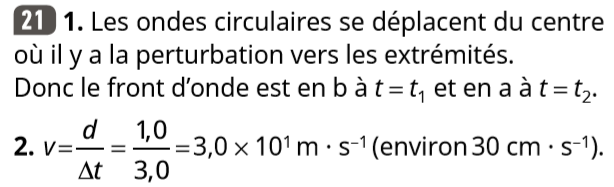 21 1. Les ondes circulaires se déplacent du centre
où il y a la perturbation vers les extrémités.
Donc le front d’onde est en b à t = t₁ et en a à t = t₂.
2. v = d/Δt = 1,0/3,0 = 3,0 × 10¹ m · s⁻¹ (environ 30 cm · s⁻¹).